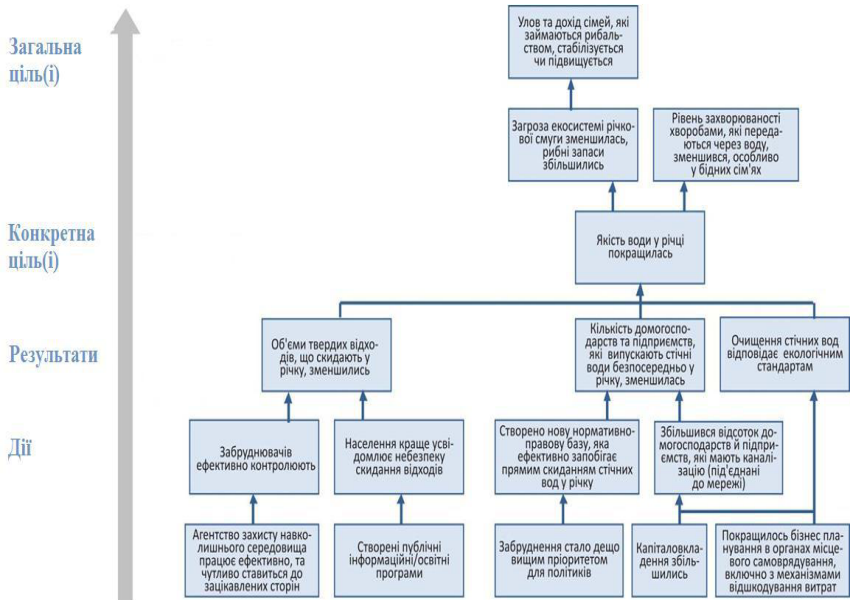 Загальна
ціль(і)
Улов та дохід сімей, які
займаються рибаль-
ством, стабілізується
чи підвищується
Загроза екосистемі річко-
вої смуги зменшилась,
рибні запаси
збільшились
Рівень захворюваності
хворобами, які переда-
ються через воду,
зменшився, особливо
у бідних сім'ях
Конкретна
ціль(і)
Якість води у річці
покращилась
Результати
Об'єми твердих відхо-
дів, що скидають у
річку, зменшились
Кількість домогоспо-
дарств та підприємств,
які випускають стічні
води безпосередньо у
річку, зменшилась
Очищення стічних вод
відповідає екологічним
стандартам
Дії
Забруднювачів
ефективно контролюють
Населення краще усві-
домлює небезпеку
скидання відходів
Створено нову нормативно-
правову базу, яка
ефективно запобігає
прямим скиданням стічних
вод у річку
Збільшився відсоток до-
могосподарств й підпри-
ємств, які мають каналі-
зацію (під'єднані
до мережі)
Агентство захисту навко-
лишнього середовища
працює ефективно, та
чутливо ставиться до
зацікавлених сторін
Створені публічні
інформаційні/освітні
програми
Забруднення стало дещо
вищим пріоритетом
для політиків
Капіталовкла-
дення збіль-
шились
Покращилось бізнес пла-
нування в органах місце-
вого самоврядування,
включно з механізмами
відшкодування витрат